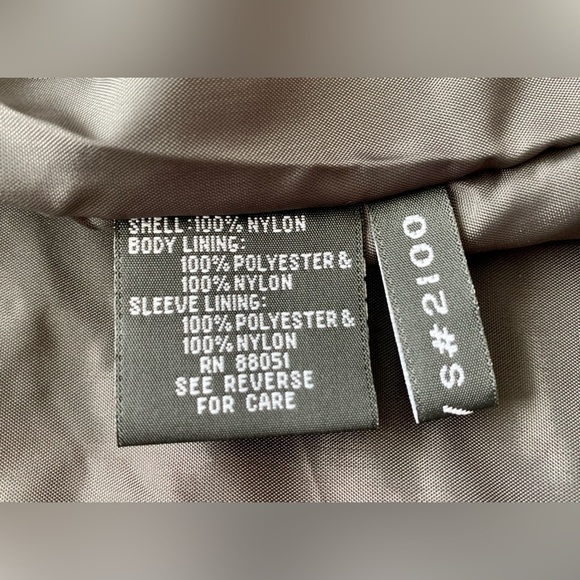 SHELL:100% NYLON
BODY LINING:
100% POLYESTER &
100% NYLON
SLEEVE LINING:
100% POLYESTER &
100% NYLON
RN 88051
SEE REVERSE
FOR CARE
S# 2100